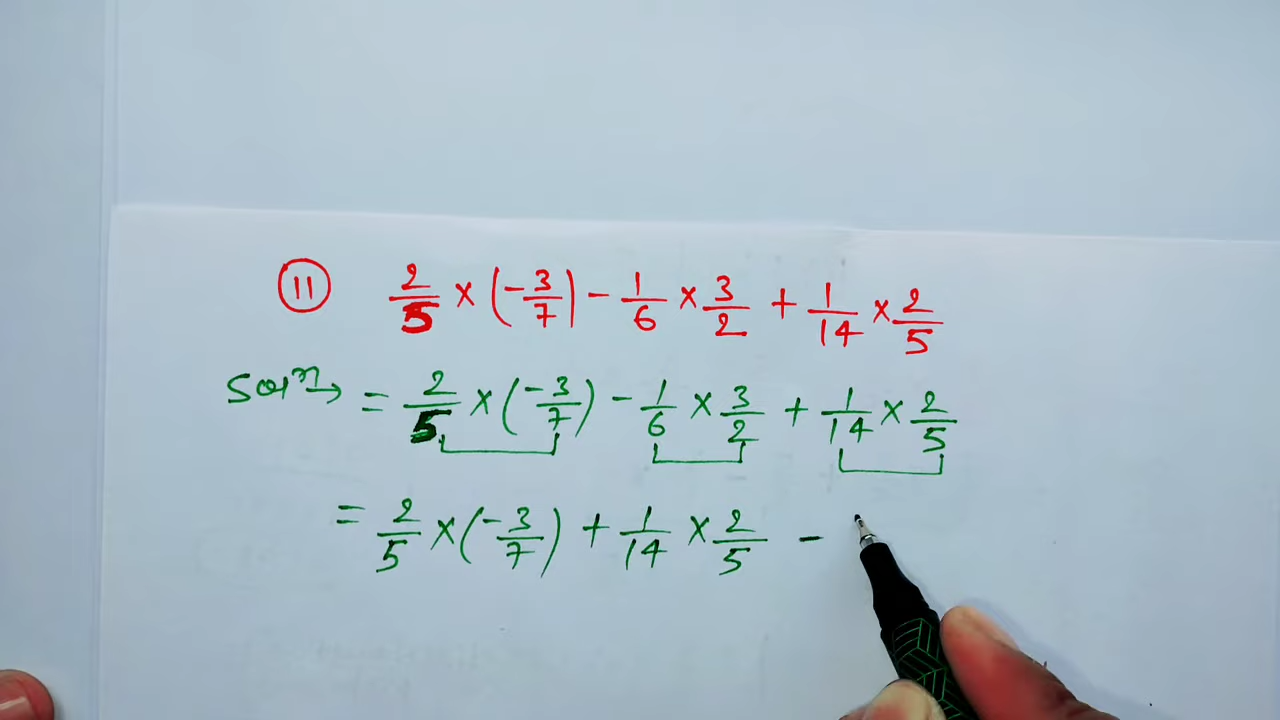 (11) 2/5 × (-3/7) - 1/6 × 3/2 + 1/14 × 2/5
Solⁿ → = 2/5 × (-3/7) - 1/6 × 3/2 + 1/14 × 2/5
= 2/5 × (-3/7) + 1/14 × 2/5 -